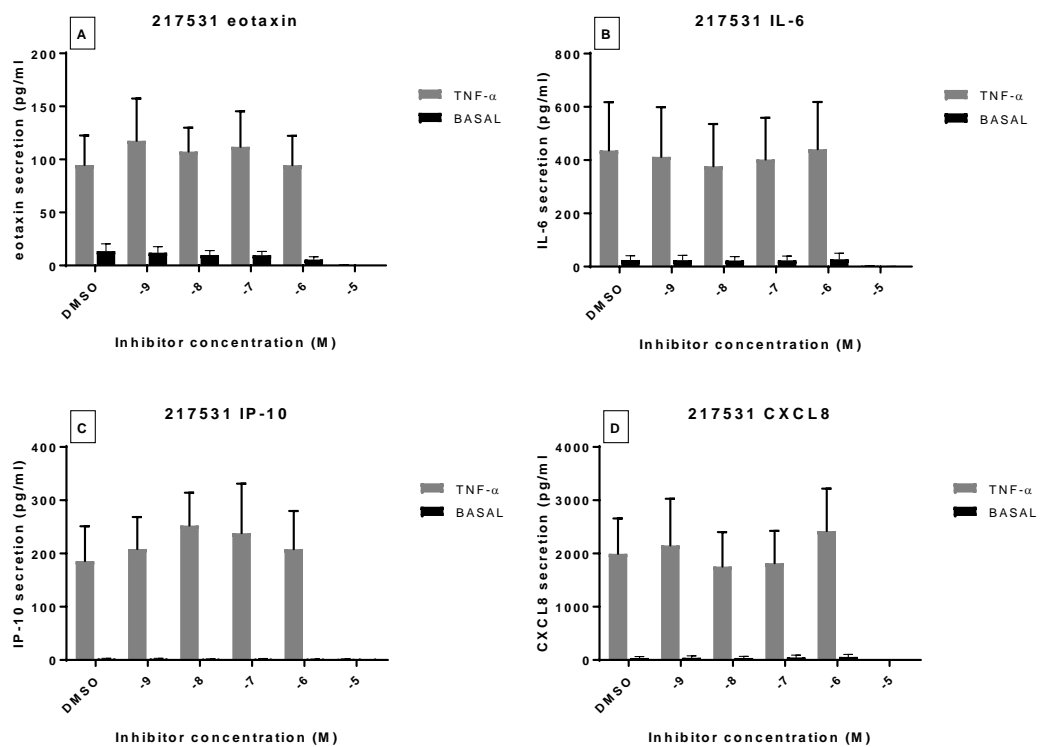 A
217531 eotaxin
eotaxin secretion (pg/ml)
200
150
100
50
0
DMSO
-9
-8
-7
-6
-5
Inhibitor concentration (M)
TNF-α
BASAL
B
217531 IL-6
IL-6 secretion (pg/ml)
800
600
400
200
0
DMSO
-9
-8
-7
-6
-5
Inhibitor concentration (M)
TNF-α
BASAL
C
217531 IP-10
IP-10 secretion (pg/ml)
400
300
200
100
0
DMSO
-9
-8
-7
-6
-5
Inhibitor concentration (M)
TNF-α
BASAL
D
217531 CXCL8
CXCL8 secretion (pg/ml)
4000
3000
2000
1000
0
DMSO
-9
-8
-7
-6
-5
Inhibitor concentration (M)
TNF-α
BASAL